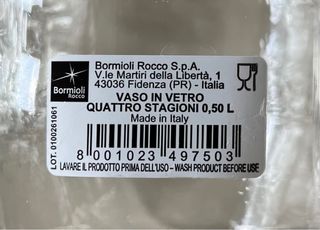 Bormioli
Rocco
Bormioli Rocco S.p.A.
V.le Martiri della Libertà, 1
43036 Fidenza (PR) - Italia
VASO IN VETRO
QUATTRO STAGIONI 0,50 L
Made in Italy
LOT. 0100261061
8 001023 497503
LAVARE IL PRODOTTO PRIMA DELL'USO – WASH PRODUCT BEFORE USE